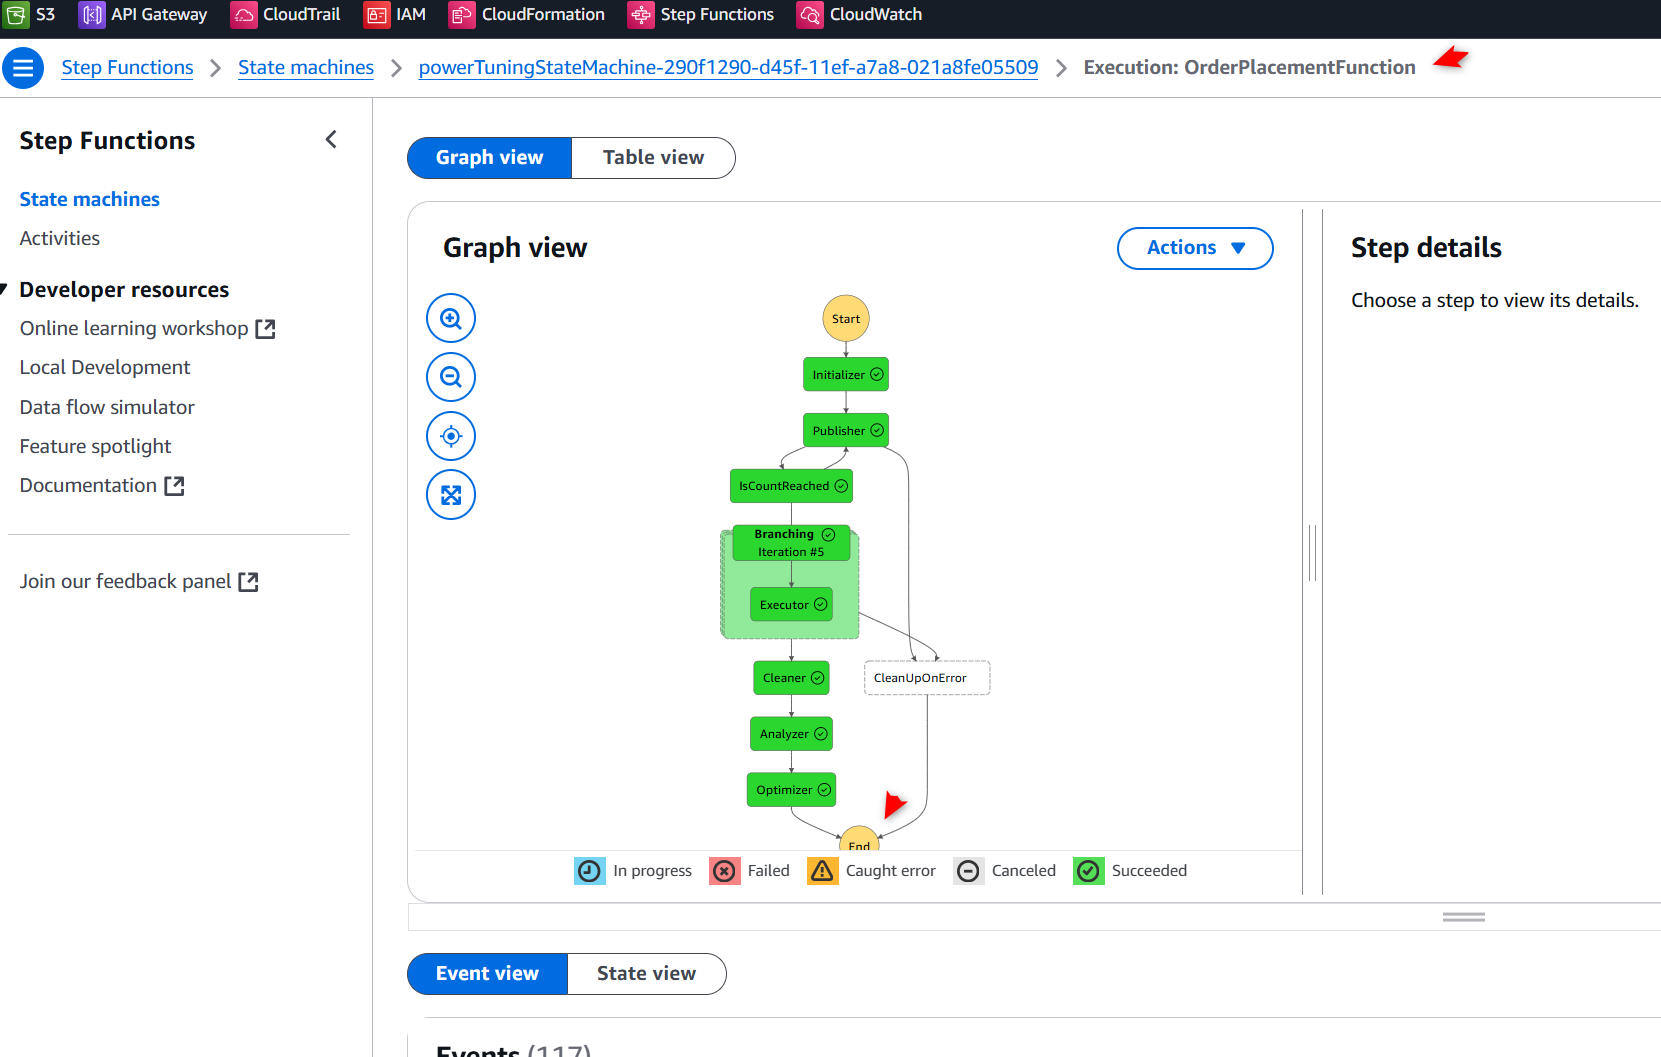 S3 API Gateway CloudTrail IAM CloudFormation Step Functions CloudWatch
Step Functions State machines powerTuningStateMachine-290f1290-d45f-11ef-a7a8-021a8fe05509 Execution: OrderPlacementFunction
Step Functions
State machines
Activities
Developer resources
Online learning workshop
Local Development
Data flow simulator
Feature spotlight
Documentation
Join our feedback panel
Graph view Table view
Graph view
Actions
Start
Initializer
Publisher
IsCountReached
Branching
Iteration #5
Executor
Cleaner
CleanUpOnError
Analyzer
Optimizer
End
In progress Failed Caught error Canceled Succeeded
Step details
Choose a step to view its details.
Event view State view
Events (117)